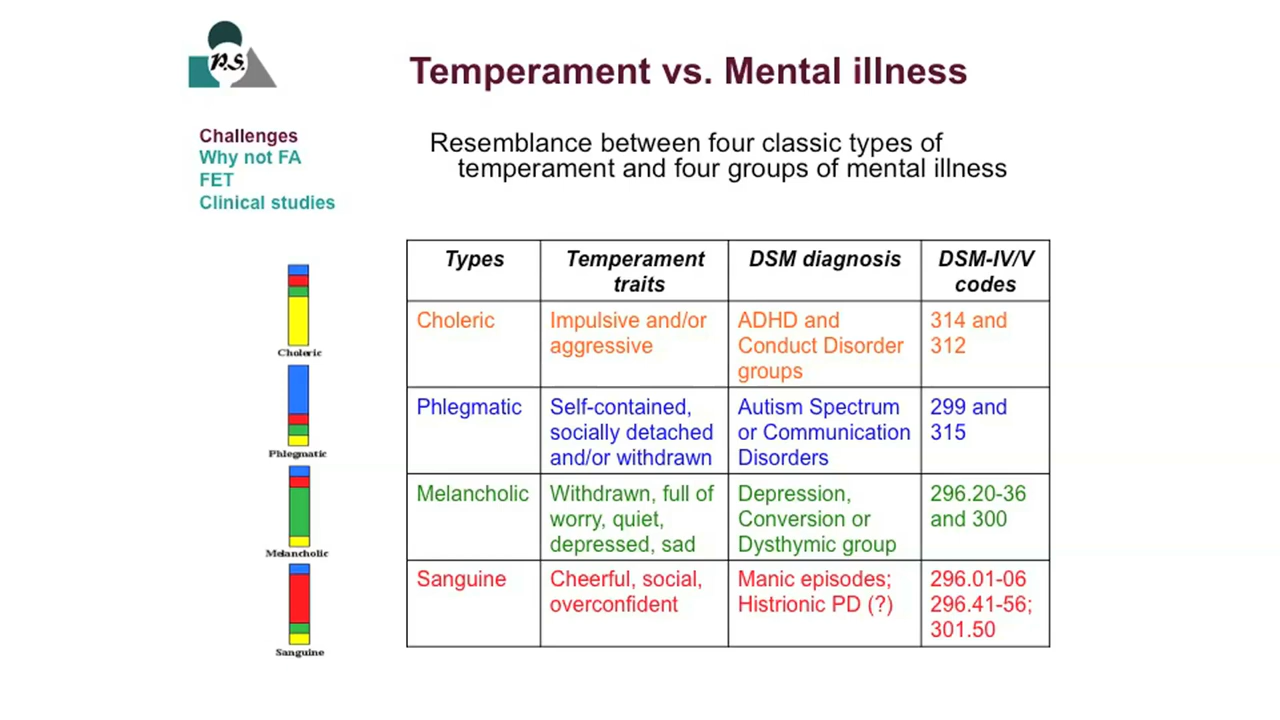 P.S.
Temperament vs. Mental illness
Challenges
Why not FA
FET
Clinical studies
Resemblance between four classic types of
temperament and four groups of mental illness
Choleric
Phlegmatic
Melancholic
Sanguine
Types
Temperament
traits
DSM diagnosis
DSM-IV/V
codes
Choleric
Impulsive and/or
aggressive
ADHD and
Conduct Disorder
groups
314 and
312
Phlegmatic
Self-contained,
socially detached
and/or withdrawn
Autism Spectrum
or Communication
Disorders
299 and
315
Melancholic
Withdrawn, full of
worry, quiet,
depressed, sad
Depression,
Conversion or
Dysthymic group
296.20-36
and 300
Sanguine
Cheerful, social,
overconfident
Manic episodes;
Histrionic PD (?)
296.01-06
296.41-56;
301.50